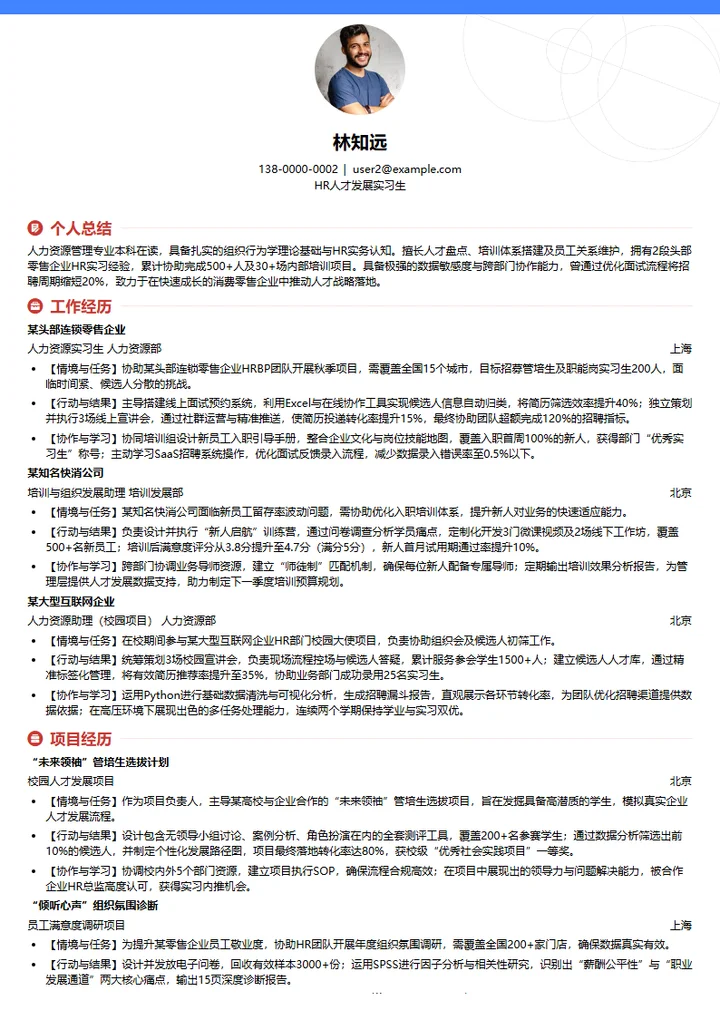 林知远
138-0000-0002 | user2@example.com
HR人才发展实习生
个人总结
人力资源管理专业本科在读，具备扎实的组织行为学理论基础与HR实务认知。擅长人才盘点、培训体系搭建及员工关系维护，拥有2段头部
零售企业HR实习经验，累计协助完成500+人及30+场内部培训项目。具备极强的数据敏感度与跨部门协作能力，曾通过优化面试流程将招
聘周期缩短20%，致力于在快速成长的消费零售企业中推动人才战略落地。
工作经历
某头部连锁零售企业
人力资源实习生 人力资源部 上海
• 【情境与任务】协助某头部连锁零售企业HRBP团队开展秋季项目，需覆盖全国15个城市，目标招募管培生及职能岗实习生200人，面
临时间紧、候选人分散的挑战。
• 【行动与结果】主导搭建线上面试预约系统，利用Excel与在线协作工具实现候选人信息自动归类，将简历筛选效率提升40%；独立策划
并执行3场线上宣讲会，通过社群运营与精准推送，使简历投递转化率提升15%，最终协助团队超额完成120%的招聘指标。
• 【协作与学习】协同培训组设计新员工入职引导手册，整合企业文化与岗位技能地图，覆盖入职首周100%的新人，获得部门“优秀实
习生”称号；主动学习SaaS招聘系统操作，优化面试反馈录入流程，减少数据录入错误率至0.5%以下。
某知名快消公司
培训与组织发展助理 培训发展部 北京
• 【情境与任务】某知名快消公司面临新员工留存率波动问题，需协助优化入职培训体系，提升新人对业务的快速适应能力。
• 【行动与结果】负责设计并执行“新人启航”训练营，通过问卷调查分析学员痛点，定制化开发3门微课视频及2场线下工作坊，覆盖
500+名新员工；培训后满意度评分从3.8分提升至4.7分（满分5分），新人首月试用期通过率提升10%。
• 【协作与学习】跨部门协调业务导师资源，建立“师徒制”匹配机制，确保每位新人配备专属导师；定期输出培训效果分析报告，为管
理层提供人才发展数据支持，助力制定下一季度培训预算规划。
某大型互联网企业
人力资源助理（校园项目） 人力资源部 北京
• 【情境与任务】在校期间参与某大型互联网企业HR部门校园大使项目，负责协助组织会及候选人初筛工作。
• 【行动与结果】统筹策划3场校园宣讲会，负责现场流程控场与候选人答疑，累计服务参会学生1500+人；建立候选人人才库，通过精
准标签化管理，将有效简历推荐率提升至35%，协助业务部门成功录用25名实习生。
• 【协作与学习】运用Python进行基础数据清洗与可视化分析，生成招聘漏斗报告，直观展示各环节转化率，为团队优化招聘渠道提供数
据依据；在高压环境下展现出色的多任务处理能力，连续两个学期保持学业与实习双优。
项目经历
“未来领袖”管培生选拔计划
校园人才发展项目 北京
• 【情境与任务】作为项目负责人，主导某高校与企业合作的“未来领袖”管培生选拔项目，旨在发掘具备高潜质的学生，模拟真实企业
人才发展流程。
• 【行动与结果】设计包含无领导小组讨论、案例分析、角色扮演在内的全套测评工具，覆盖200+名参赛学生；通过数据分析筛选出前
10%的候选人，并制定个性化发展路径图，项目最终落地转化率达80%，获校级“优秀社会实践项目”一等奖。
• 【协作与学习】协调校内外5个部门资源，建立项目执行SOP，确保流程合规高效；在项目中展现出的领导力与问题解决能力，被合作
企业HR总监高度认可，获得实习内推机会。
“倾听心声”组织氛围诊断
员工满意度调研项目 上海
• 【情境与任务】为提升某零售企业员工敬业度，协助HR团队开展年度组织氛围调研，需覆盖全国200+家门店，确保数据真实有效。
• 【行动与结果】设计并发放电子问卷，回收有效样本3000+份；运用SPSS进行因子分析与相关性研究，识别出“薪酬公平性”与“职业
发展通道”两大核心痛点，输出15页深度诊断报告。